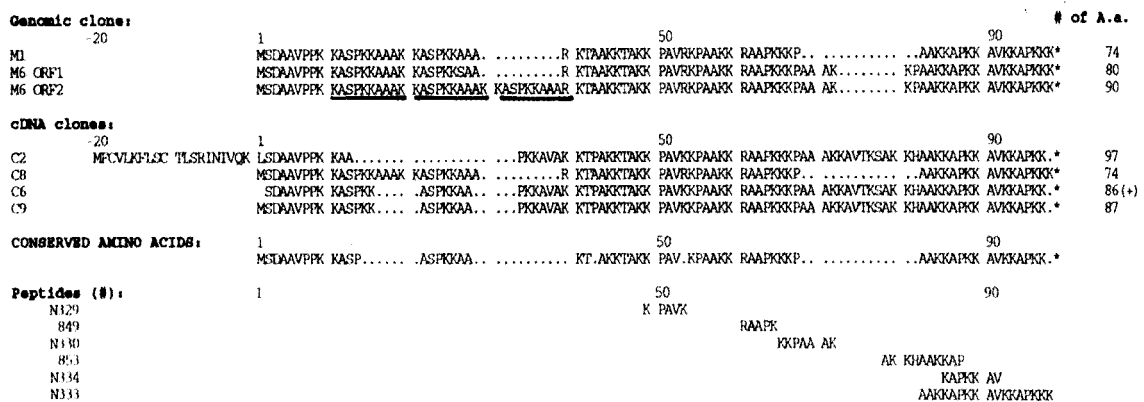 Genomic clone: # of A.a.
-20 1 50 90
M1 MSDAAVPPK KASPKKAAAK KASPKKAA.........R KTAAKKTAKK PAVRKPAAKK RAAPKKKP............AAKKAPKK AVKKAPKKK* 74
M6 ORF1 MSDAAVPPK KASPKKAAAK KASPKKSAA.........R KTAAKKTAKK PAVRKPAAKK RAAPKKKPAA AK........KPAAKKAPKK AVKKAPKKK* 80
M6 ORF2 MSDAAVPPK KASPKKAAAK KASPKKAAAK KASPKKAAAR KTAAKKTAKK PAVRKPAAKK RAAPKKKPAA AK........KPAAKKAPKK AVKKAPKKK* 90
cDNA clones:
-20 1 50 90
C2 MPCVLKFLSC TLSRINIVQK LSDAAVPPK KAA...................PKKAVAK KTPAKKTAKK PAVKKPAAKK RAAPKKKPAA AKKAVTKSAK KHAAKKAPKK AVKKAPKK.* 97
C8 MSDAAVPPK KASPKKAAAK KASPKKAA.........R KTAAKKTAKK PAVRKPAAKK RAAPKKKP............AAKKAPKK AVKKAPKKK* 74
C6 SDAAVPPK KASPKK.....ASPKKAA...PKKAVAK KTPAKKTAKK PAVKKPAAKK RAAPKKKPAA AKKAVTKSAK KHAAKKAPKK AVKKAPKK.* 86(+)
C9 MSDAAVPPK KASPKK.....ASPKKAA...PKKAVAK KTPAKKTAKK PAVKKPAAKK RAAPKKKPAA AKKAVTKSAK KHAAKKAPKK AVKKAPKK.* 87
CONSERVED AMINO ACIDS: 1 50 90
MSDAAVPPK KASP.......ASPKKAA..........KT.AKKTAKK PAV.KPAAKK RAAPKKKP............AAKKAPKK AVKKAPKK.*
Peptides (#): 1 50 90
N329 K PAVK
849 RAAPK
N330 KKPAA AK
853 AK KHAAKKAP
N334 KAPKK AV
N333 AAKKAPKK AVKKAPKKK